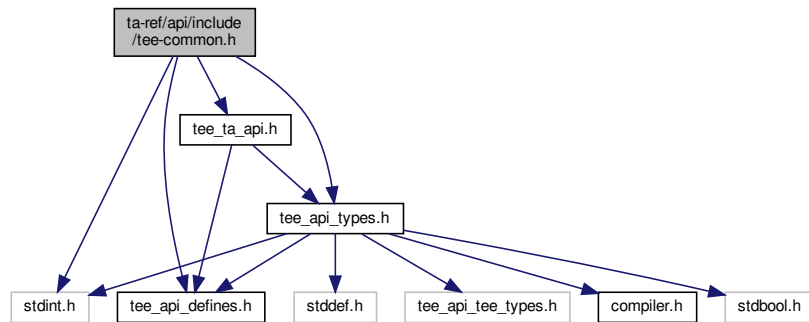 ta-ref/api/include
/tee-common.h
tee_ta_api.h
tee_api_types.h
stdint.h
tee_api_defines.h
stddef.h
tee_api_tee_types.h
compiler.h
stdbool.h